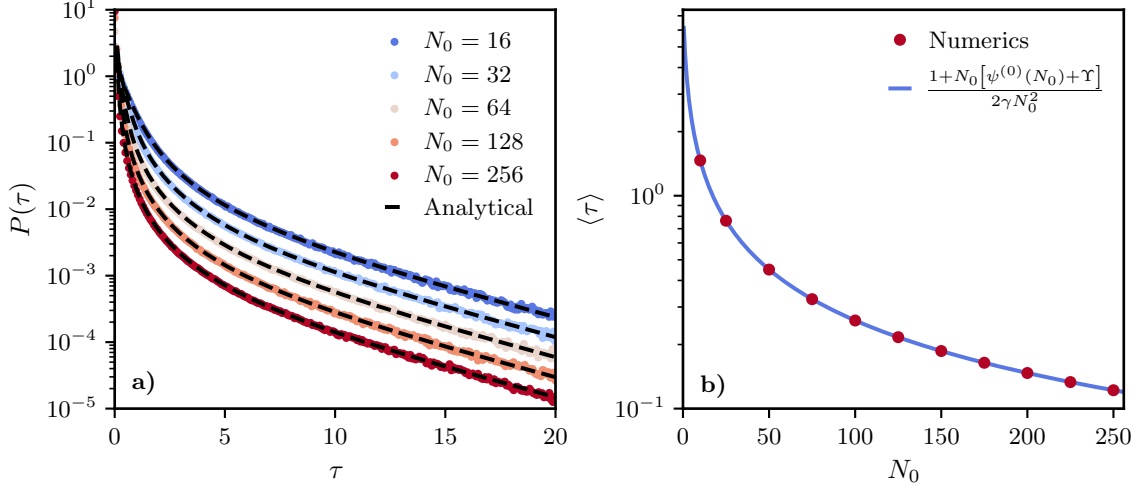 10^1
10^0
10^{-1}
10^{-2}
10^{-3}
10^{-4}
10^{-5}
P(τ)
0 5 10 15 20
τ
N_0 = 16
N_0 = 32
N_0 = 64
N_0 = 128
N_0 = 256
Analytical
a)
10^0
10^{-1}
⟨τ⟩
0 50 100 150 200 250
N_0
Numerics
\frac{1+N_0[ψ^{(0)}(N_0)+Υ]}{2γN_0^2}
b)